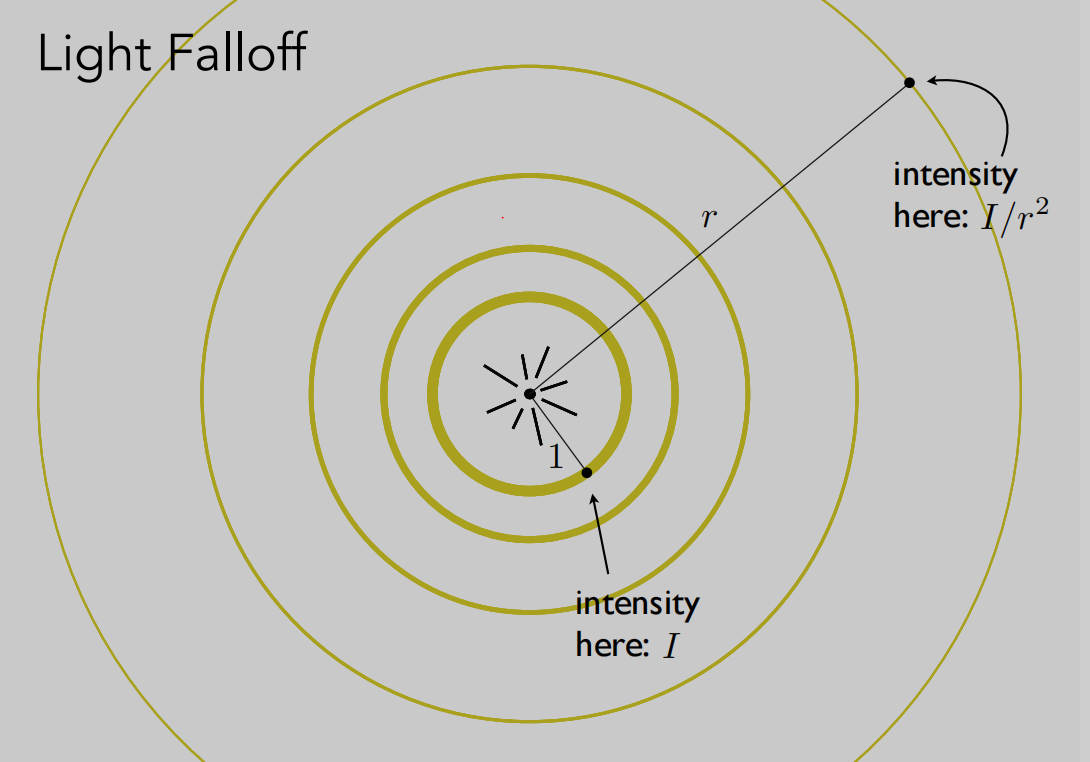 Light Falloff
intensity
here: I/r²
r
1
intensity
here: I